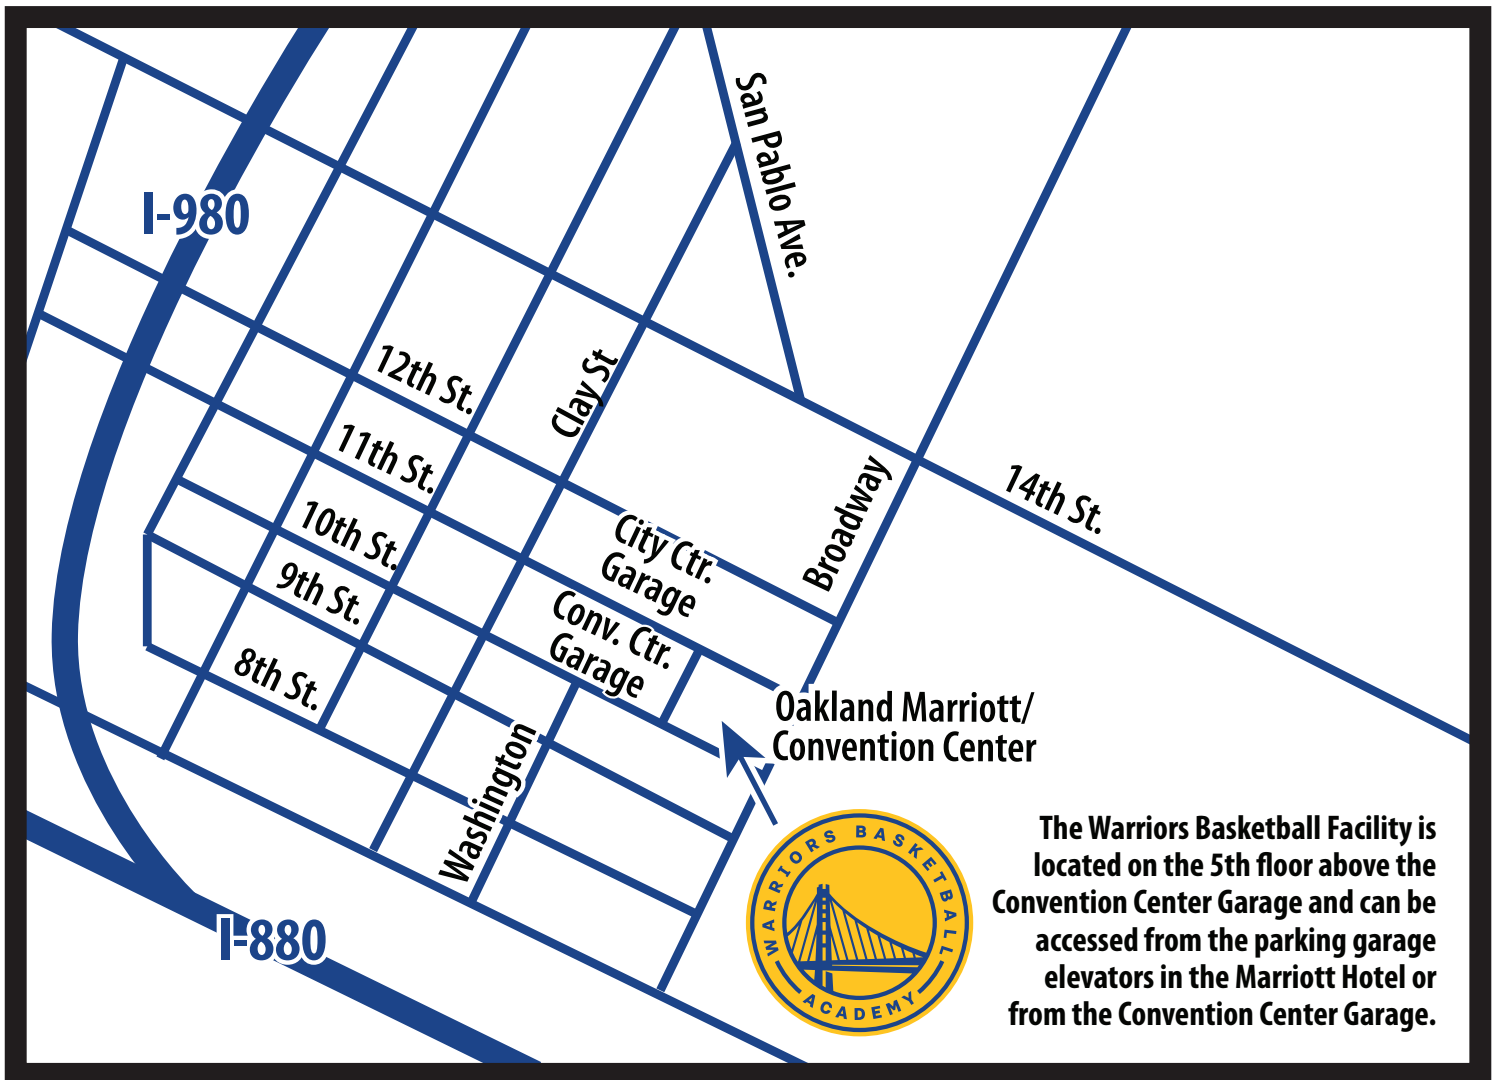 San Pablo Ave.
I-980
12th St.
Clay St
11th St.
Broadway
14th St.
10th St.
City Ctr.
Garage
9th St.
Conv. Ctr.
Garage
8th St.
Oakland Marriott/
Convention Center
Washington
I-880
WARRIORS BASKETBALL
ACADEMY
The Warriors Basketball Facility is
located on the 5th floor above the
Convention Center Garage and can be
accessed from the parking garage
elevators in the Marriott Hotel or
from the Convention Center Garage.